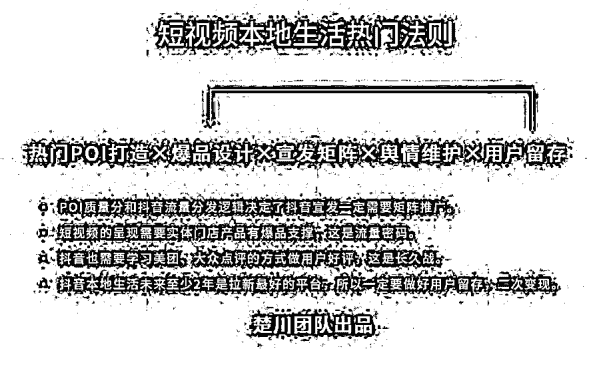 短视频本地生活热门法则
热门POI打造×爆品设计×宣发矩阵×舆情维护×用户留存
POI质量分和抖音流量分发逻辑决定了抖音宣发一定需要矩阵推广。
短视频的呈现需要实体门店产品有爆品支撑，这是流量密码。
抖音也需要学习美团、大众点评的方式做用户好评，这是长久战。
抖音本地生活未来至少2年是拉新最好的平台，所以一定要做好用户留存，二次变现。
楚川团队出品